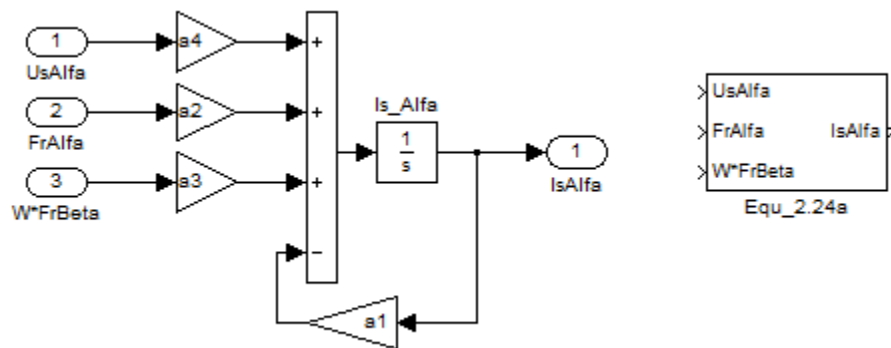 1
a4
+
UsAlfa
2
a2
+
FrAlfa
3
a3
+
W*FrBeta
Is_Alfa
1
s
1
IsAlfa
−
a1
UsAlfa
FrAlfa
IsAlfa
W*FrBeta
Equ_2.24a